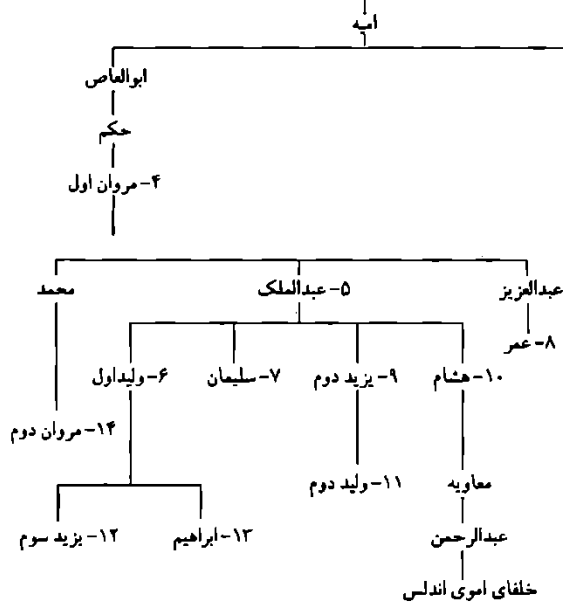 امیه
ابوالعاص
حکم
۴- مروان اول
عبدالعزیز
۵- عبدالملک
محمد
۸- عمر
۱۰- هشام
۹- یزید دوم
۷- سلیمان
۶- ولیداول
۱۴- مروان دوم
معاویه
۱۱- ولید دوم
عبدالرحمن
۱۳- ابراهیم
۱۲- یزید سوم
خلفای اموی اندلس